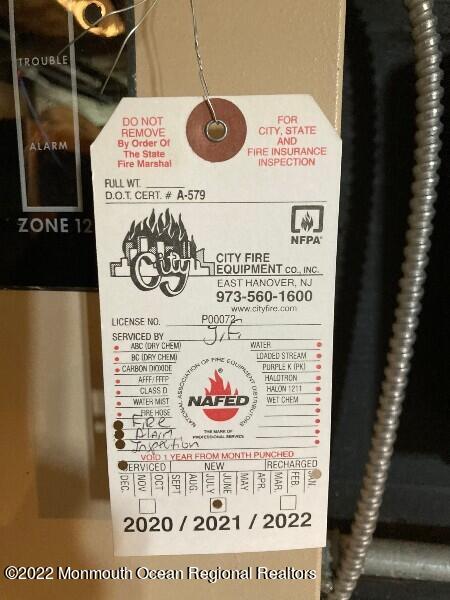 TROUBLE
ALARM
ZONE 12
DO NOT REMOVE
By Order of
The State
Fire Marshal
FOR
CITY, STATE
AND
FIRE INSURANCE
INSPECTION
FULL WT.
D.O.T. CERT. # A-579
City
NFPA
CITY FIRE
EQUIPMENT CO., INC.
EAST HANOVER, NJ
973-560-1600
www.cityfire.com
LICENSE NO. P00072
SERVICED BY J.F.
ABC (DRY CHEM)
BC (DRY CHEM)
CARBON DIOXIDE
AFFF/FFFP
CLASS D
WATER MIST
FIRE HOSE
FIRE
Alarm
Inspection
NATIONAL ASSOCIATION OF FIRE EQUIPMENT DISTRIBUTORS
NAFED
THE MARK OF
PROFESSIONAL SERVICE
WATER
LOADED STREAM
PURPLE K (PK)
HALOTRON
HALON 1211
WET CHEM
VOID 1 YEAR FROM MONTH PUNCHED
SERVICED NEW RECHARGED
DEC. NOV. OCT. SEPT. AUG. JULY JUNE MAY APR. MAR. FEB. JAN.
2020 / 2021 / 2022
©2022 Monmouth Ocean Regional Realtors